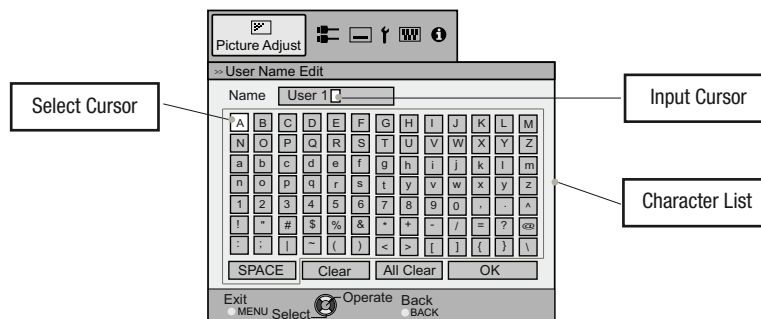 Picture Adjust
>> User Name Edit
Name User 1
Select Cursor
Input Cursor
Character List
A B C D E F G H I J K L M
N O P Q R S T U V W X Y Z
a b c d e f g h i j k l m
n o p q r s t y v w x y z
1 2 3 4 5 6 7 8 9 0 , . ^
! " # $ % & * + - / = ? @
: ; | ~ ( ) < > [ ] { } \
SPACE Clear All Clear OK
Exit Operate Back
MENU Select BACK